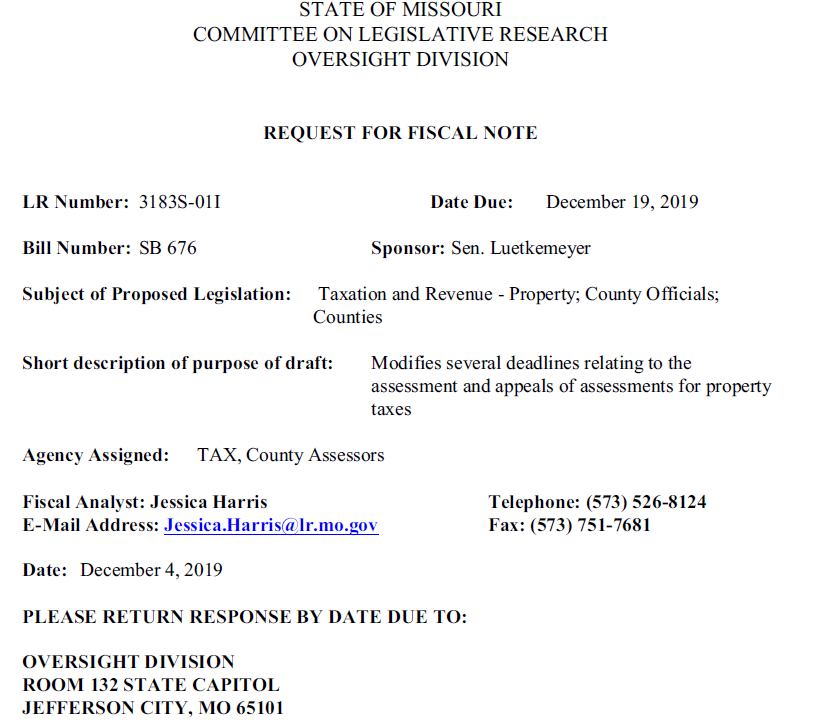 STATE OF MISSOURI
COMMITTEE ON LEGISLATIVE RESEARCH
OVERSIGHT DIVISION
REQUEST FOR FISCAL NOTE
LR Number: 3183S-01I Date Due: December 19, 2019
Bill Number: SB 676 Sponsor: Sen. Luetkemeyer
Subject of Proposed Legislation: Taxation and Revenue - Property; County Officials;
Counties
Short description of purpose of draft: Modifies several deadlines relating to the
assessment and appeals of assessments for property
taxes
Agency Assigned: TAX, County Assessors
Fiscal Analyst: Jessica Harris Telephone: (573) 526-8124
E-Mail Address: Jessica.Harris@lr.mo.gov Fax: (573) 751-7681
Date: December 4, 2019
PLEASE RETURN RESPONSE BY DATE DUE TO:
OVERSIGHT DIVISION
ROOM 132 STATE CAPITOL
JEFFERSON CITY, MO 65101